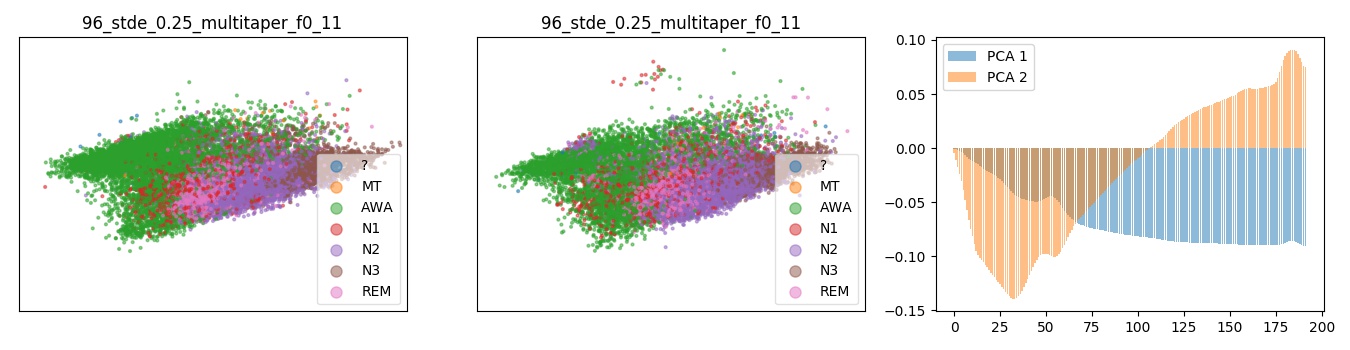 96_stde_0.25_multitaper_f0_11
?
MT
AWA
N1
N2
N3
REM
96_stde_0.25_multitaper_f0_11
?
MT
AWA
N1
N2
N3
REM
PCA 1
PCA 2
0.10
0.05
0.00
−0.05
−0.10
−0.15
0 25 50 75 100 125 150 175 200